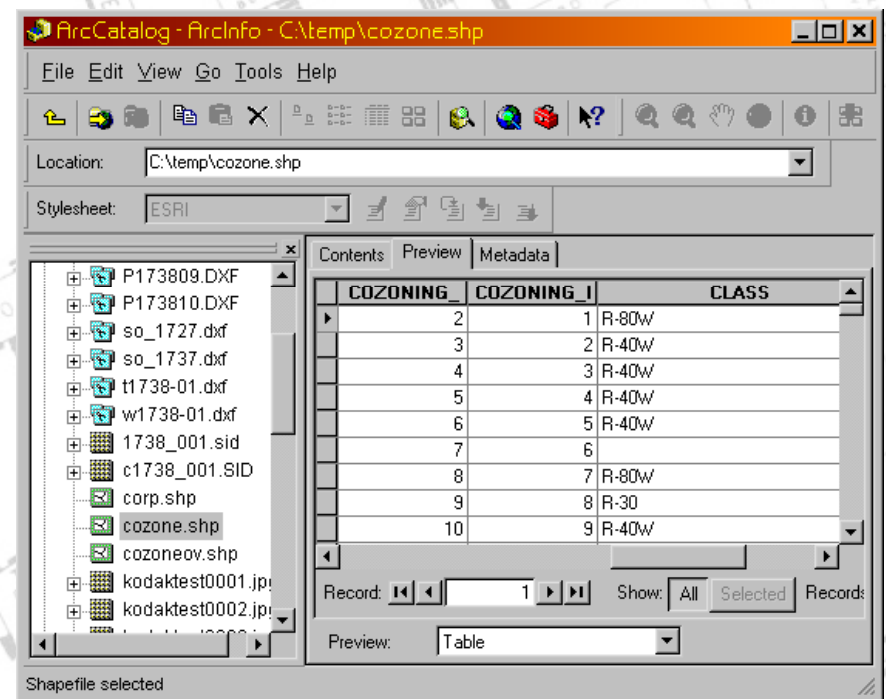 ArcCatalog - ArcInfo - C:\temp\cozone.shp
File Edit View Go Tools Help
Location: C:\temp\cozone.shp
Stylesheet: ESRI
P173809.DXF
P173810.DXF
so_1727.dxf
so_1737.dxf
t1738-01.dxf
w1738-01.dxf
1738_001.sid
c1738_001.SID
corp.shp
cozone.shp
cozoneov.shp
kodaktest0001.jp
kodaktest0002.jp
Contents Preview Metadata
COZONING_ COZONING_I CLASS
2 1 R-80W
3 2 R-40W
4 3 R-40W
5 4 R-40W
6 5 R-40W
7 6
8 7 R-80W
9 8 R-30
10 9 R-40W
Record: 1 Show: All Selected Records
Preview: Table
Shapefile selected